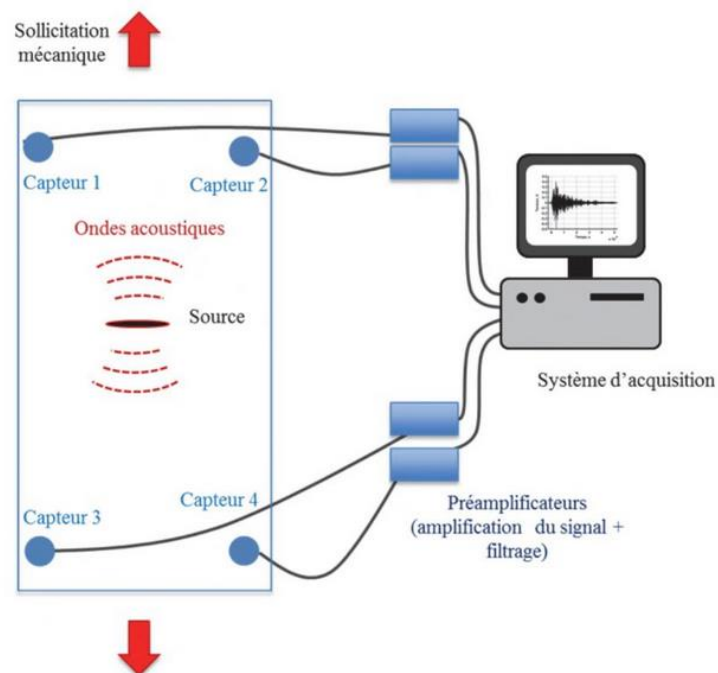 Sollicitation
mécanique
Capteur 1
Capteur 2
Ondes acoustiques
Source
Système d’acquisition
Capteur 3
Capteur 4
Préamplificateurs
(amplification du signal +
filtrage)